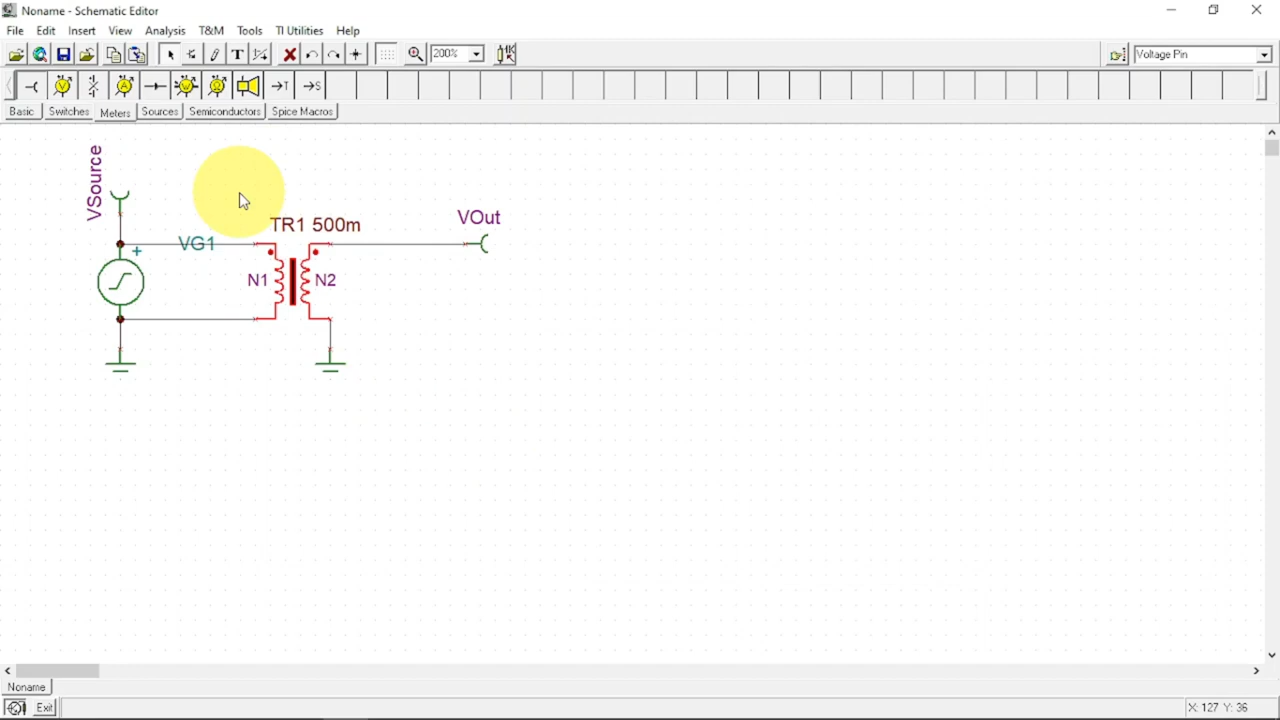 Noname - Schematic Editor
File Edit Insert View Analysis T&M Tools TI Utilities Help
T 200% Voltage Pin
V A W Ω T S
Basic Switches Meters Sources Semiconductors Spice Macros
VSource
TR1 500m
VOut
+ VG1
N1 N2
Noname
Exit X: 127 Y: 36